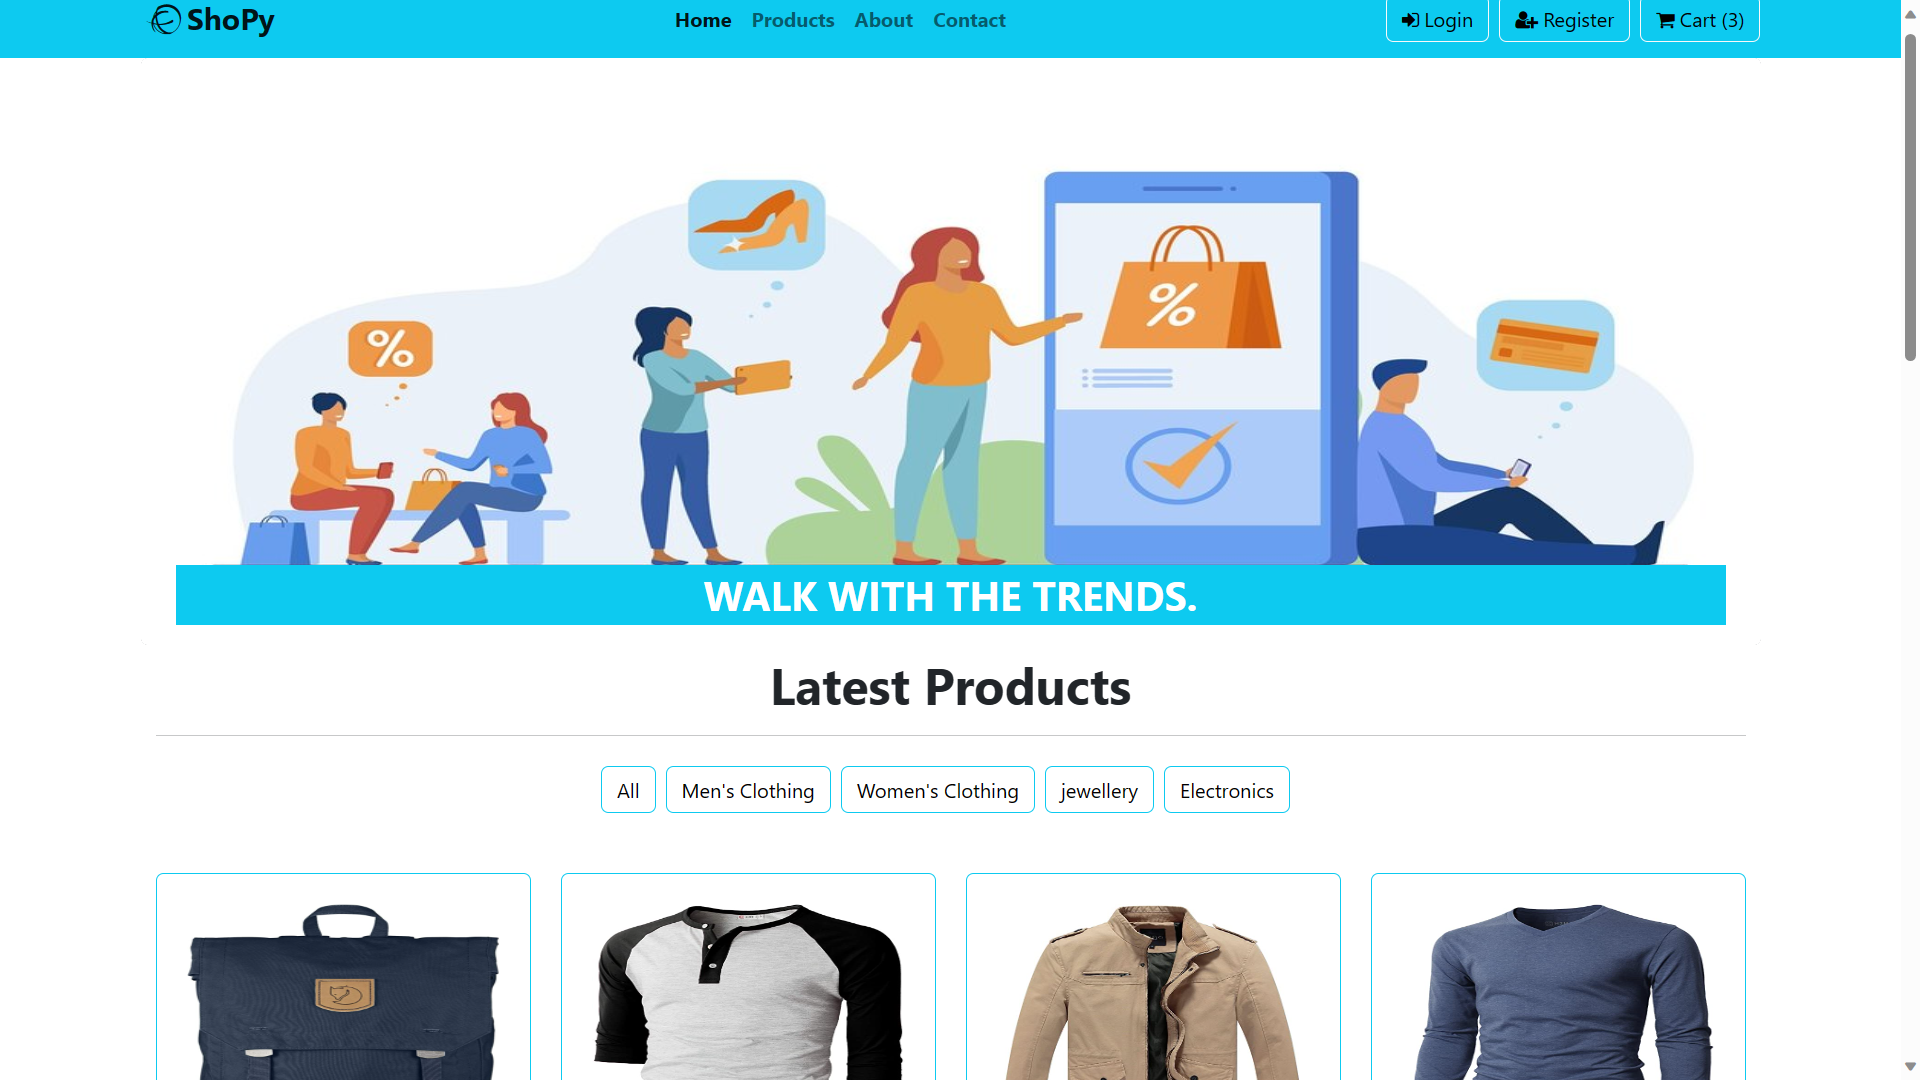 ShoPy Home Products About Contact Login Register Cart (3)
%
%
WALK WITH THE TRENDS.
Latest Products
All Men's Clothing Women's Clothing jewellery Electronics